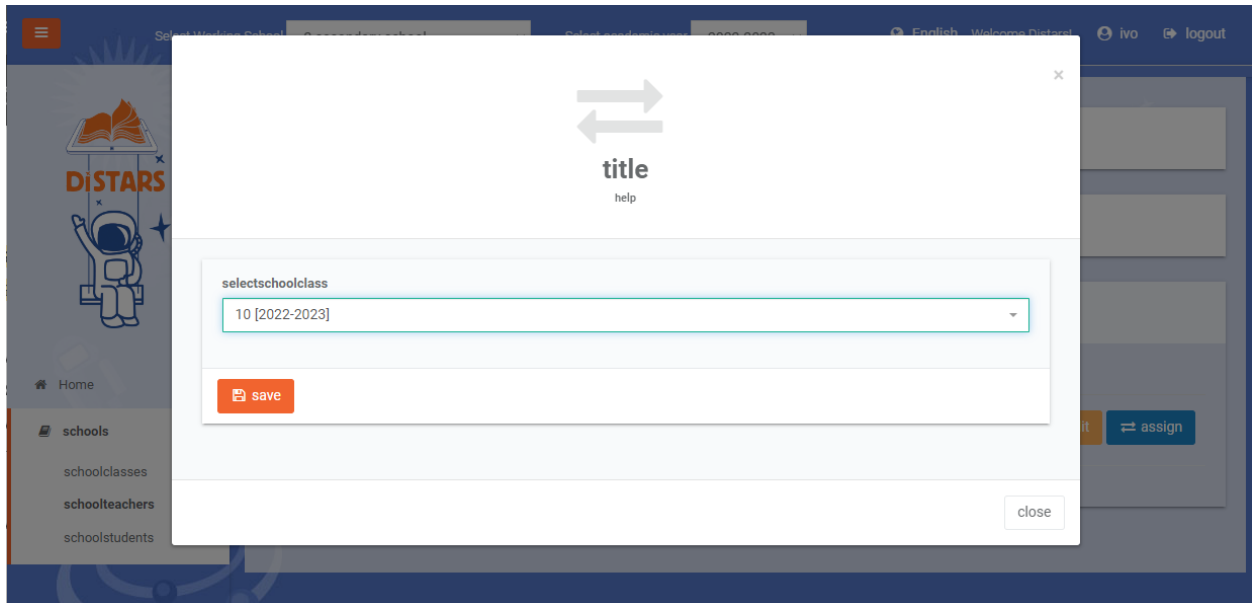 Select Working School
Select academic year
English Welcome Distars! ivo logout
×
DiSTARS
title
help
selectschoolclass
10 [2022-2023]
save
Home
schools
schoolclasses
schoolteachers
schoolstudents
assign
close